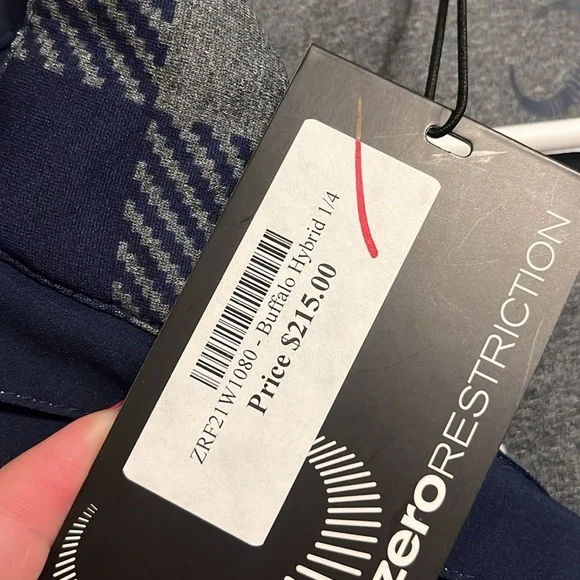 ZRF21W1080 - Buffalo Hybrid 1/4
Price $215.00
zeroRESTRICTION